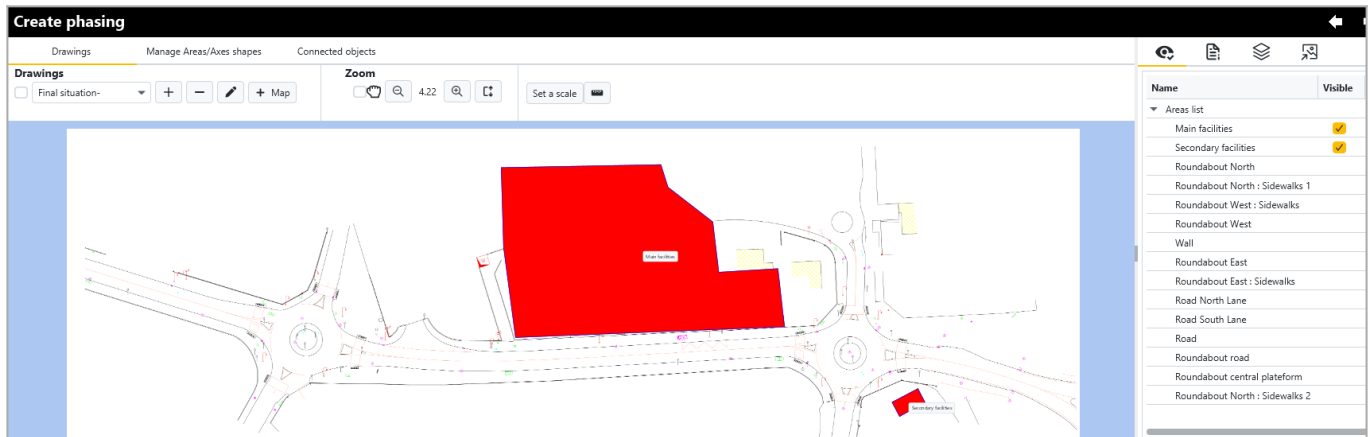 Create phasing
Drawings Manage Areas/Axes shapes Connected objects
Drawings
Final situation-
Map
Zoom
4.22
Set a scale
Name Visible
Areas list
Main facilities
Secondary facilities
Roundabout North
Roundabout North : Sidewalks 1
Roundabout West : Sidewalks
Roundabout West
Wall
Roundabout East
Roundabout East : Sidewalks
Road North Lane
Road South Lane
Road
Roundabout road
Roundabout central plateform
Roundabout North : Sidewalks 2
Main facilities
Secondary facilities